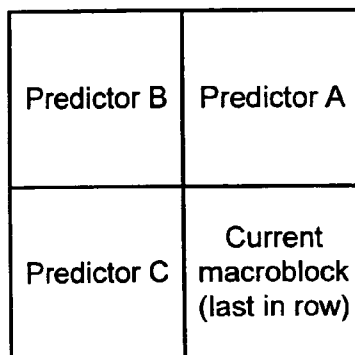 Predictor B
Predictor A
Predictor C
Current
macroblock
(last in row)